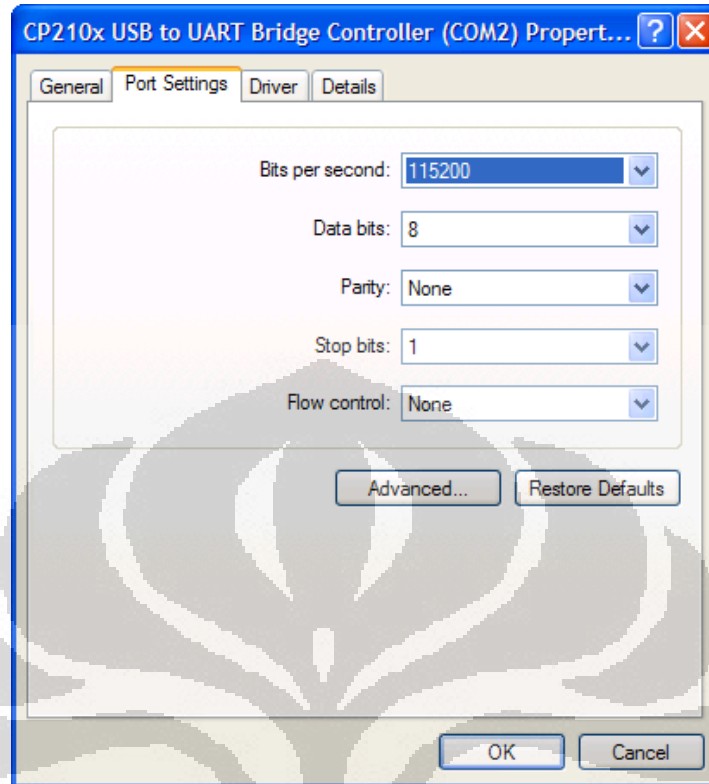 CP210x USB to UART Bridge Controller (COM2) Propert...
General Port Settings Driver Details
Bits per second: 115200
Data bits: 8
Parity: None
Stop bits: 1
Flow control: None
Advanced... Restore Defaults
OK Cancel